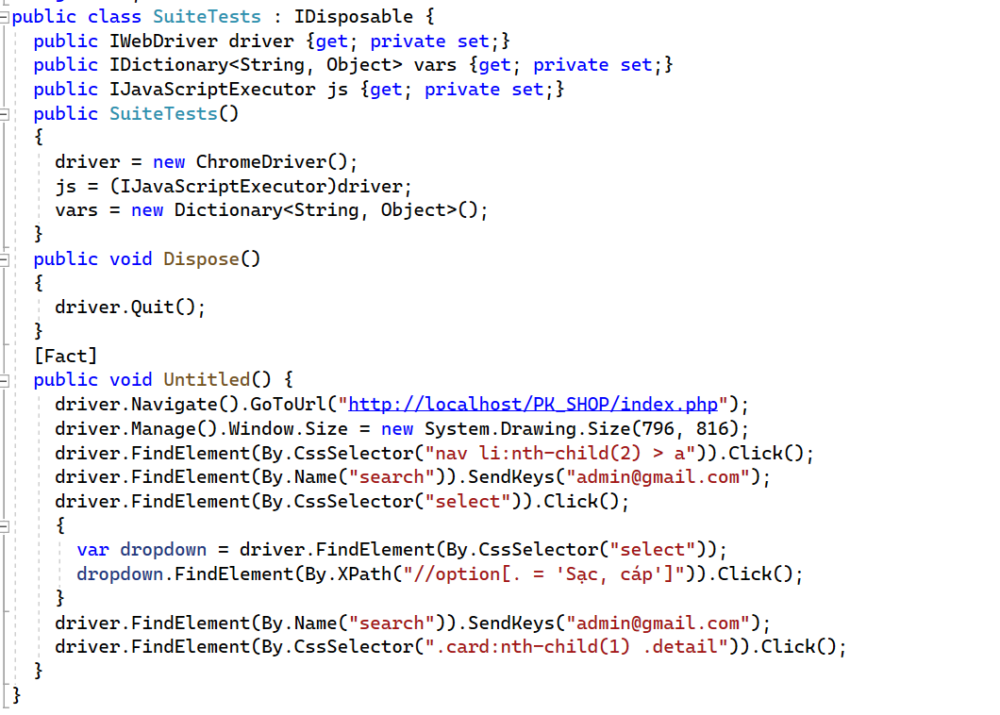 public class SuiteTests : IDisposable {
  public IWebDriver driver {get; private set;}
  public IDictionary<String, Object> vars {get; private set;}
  public IJavaScriptExecutor js {get; private set;}
  public SuiteTests()
  {
    driver = new ChromeDriver();
    js = (IJavaScriptExecutor)driver;
    vars = new Dictionary<String, Object>();
  }
  public void Dispose()
  {
    driver.Quit();
  }
  [Fact]
  public void Untitled() {
    driver.Navigate().GoToUrl("http://localhost/PK_SHOP/index.php");
    driver.Manage().Window.Size = new System.Drawing.Size(796, 816);
    driver.FindElement(By.CssSelector("nav li:nth-child(2) > a")).Click();
    driver.FindElement(By.Name("search")).SendKeys("admin@gmail.com");
    driver.FindElement(By.CssSelector("select")).Click();
    {
      var dropdown = driver.FindElement(By.CssSelector("select"));
      dropdown.FindElement(By.XPath("//option[. = 'Sạc, cáp']")).Click();
    }
    driver.FindElement(By.Name("search")).SendKeys("admin@gmail.com");
    driver.FindElement(By.CssSelector(".card:nth-child(1) .detail")).Click();
  }
}